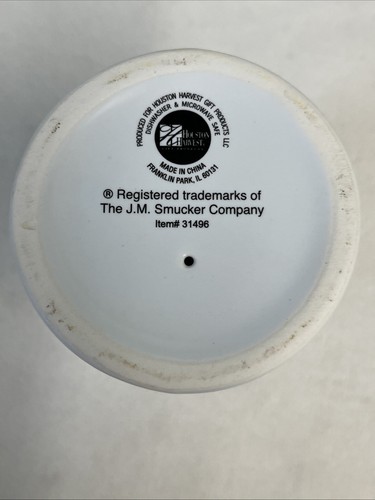 PRODUCED FOR HOUSTON HARVEST GIFT PRODUCTS LLC
DISHWASHER & MICROWAVE SAFE
HOUSTON
HARVEST
MADE IN CHINA
FRANKLIN PARK, IL 60131
® Registered trademarks of
The J.M. Smucker Company
Item# 31496